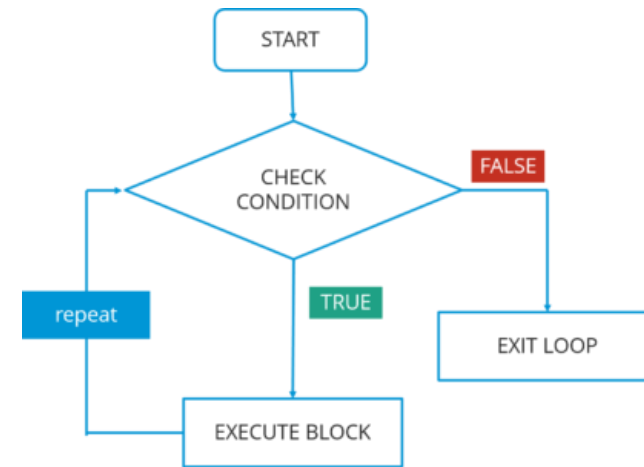 START
CHECK
CONDITION
FALSE
TRUE
repeat
EXIT LOOP
EXECUTE BLOCK